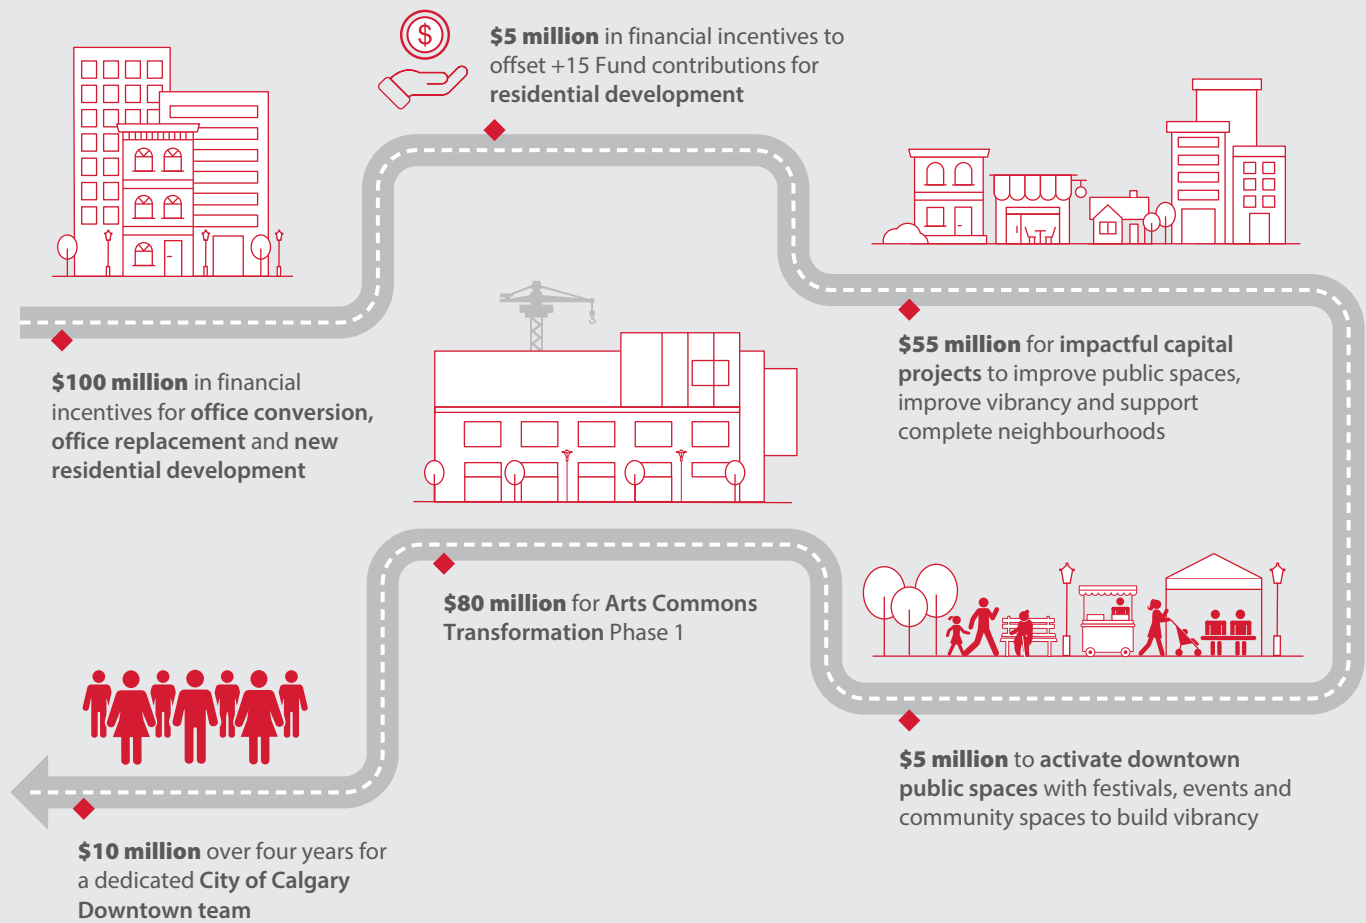 $
$5 million in financial incentives to
offset +15 Fund contributions for
residential development
$100 million in financial
incentives for office conversion,
office replacement and new
residential development
$55 million for impactful capital
projects to improve public spaces,
improve vibrancy and support
complete neighbourhoods
$80 million for Arts Commons
Transformation Phase 1
$5 million to activate downtown
public spaces with festivals, events and
community spaces to build vibrancy
$10 million over four years for
a dedicated City of Calgary
Downtown team